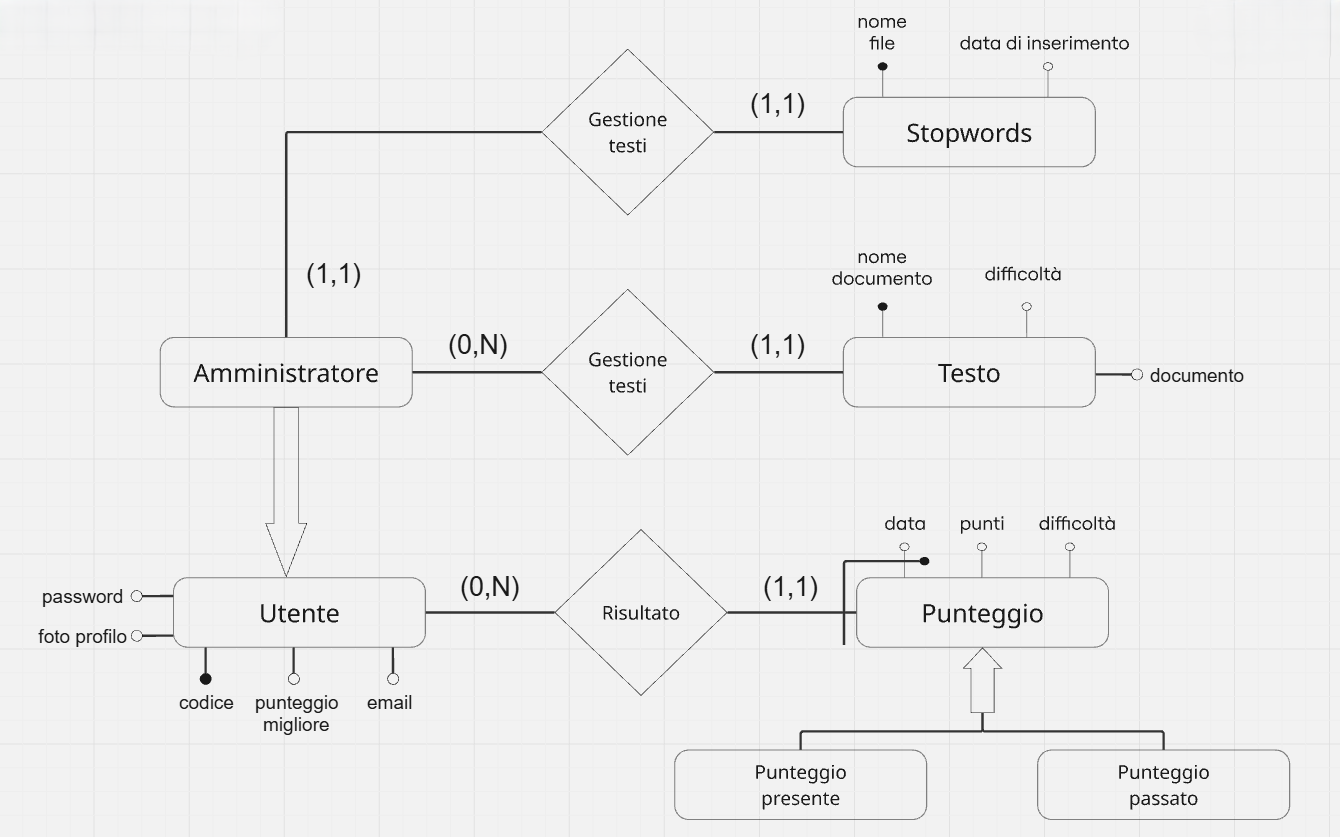 nome
file
data di inserimento
Gestione
testi
(1,1)
Stopwords
(1,1)
nome
documento
difficoltà
Amministratore
(0,N)
Gestione
testi
(1,1)
Testo
documento
data
punti
difficoltà
password
foto profilo
Utente
(0,N)
Risultato
(1,1)
Punteggio
codice
punteggio
migliore
email
Punteggio
presente
Punteggio
passato